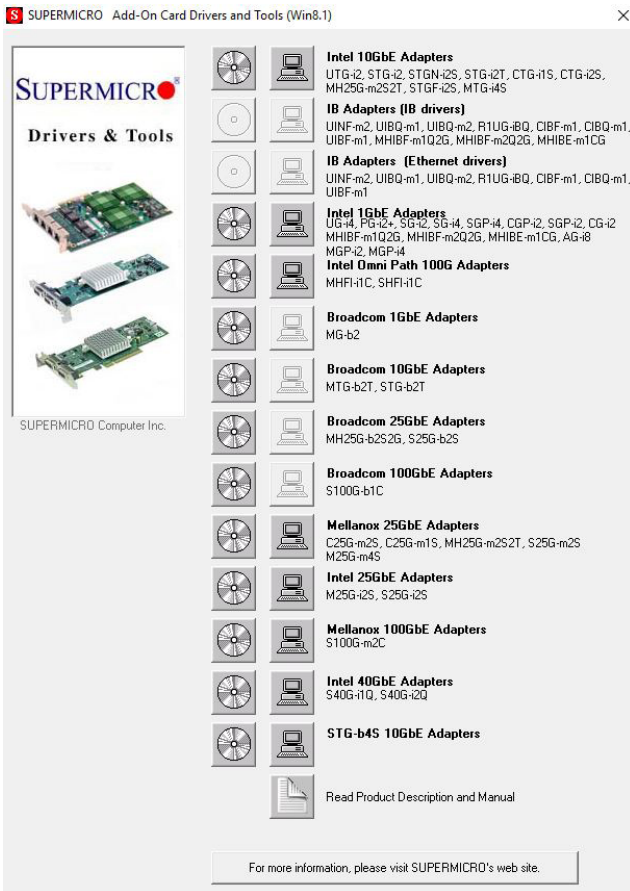 SUPERMICRO Add-On Card Drivers and Tools (Win8.1)
SUPERMICRO
Drivers & Tools
SUPERMICRO Computer Inc.
Intel 10GbE Adapters
UTG-i2, STG-i2, STGN-i2S, STG-i2T, CTG-i1S, CTG-i2S,
MH25G-m2S2T, STGF-i2S, MTG-i4S
IB Adapters (IB drivers)
UINF-m2, UIBQ-m1, UIBQ-m2, R1UG-iBQ, CIBF-m1, CIBQ-m1,
UIBF-m1, MHIBF-m1Q2G, MHIBF-m2Q2G, MHIBE-m1CG
IB Adapters (Ethernet drivers)
UINF-m2, UIBQ-m1, UIBQ-m2, R1UG-iBQ, CIBF-m1, CIBQ-m1,
UIBF-m1
Intel 1GbE Adapters
UG-i4, PG-i2+, SG-i2, SG-i4, SGP-i4, CGP-i2, SGP-i2, CG-i2
MHIBF-m1Q2G, MHIBF-m2Q2G, MHIBE-m1CG, AG-i8
MGP-i2, MGP-i4
Intel Omni Path 100G Adapters
MHFI-i1C, SHFI-i1C
Broadcom 1GbE Adapters
MG-b2
Broadcom 10GbE Adapters
MTG-b2T, STG-b2T
Broadcom 25GbE Adapters
MH25G-b2S2G, S25G-b2S
Broadcom 100GbE Adapters
S100G-b1C
Mellanox 25GbE Adapters
C25G-m2S, C25G-m1S, MH25G-m2S2T, S25G-m2S
M25G-m4S
Intel 25GbE Adapters
M25G-i2S, S25G-i2S
Mellanox 100GbE Adapters
S100G-m2C
Intel 40GbE Adapters
S40G-i1Q, S40G-i2Q
STG-b4S 10GbE Adapters
Read Product Description and Manual
For more information, please visit SUPERMICRO's web site.